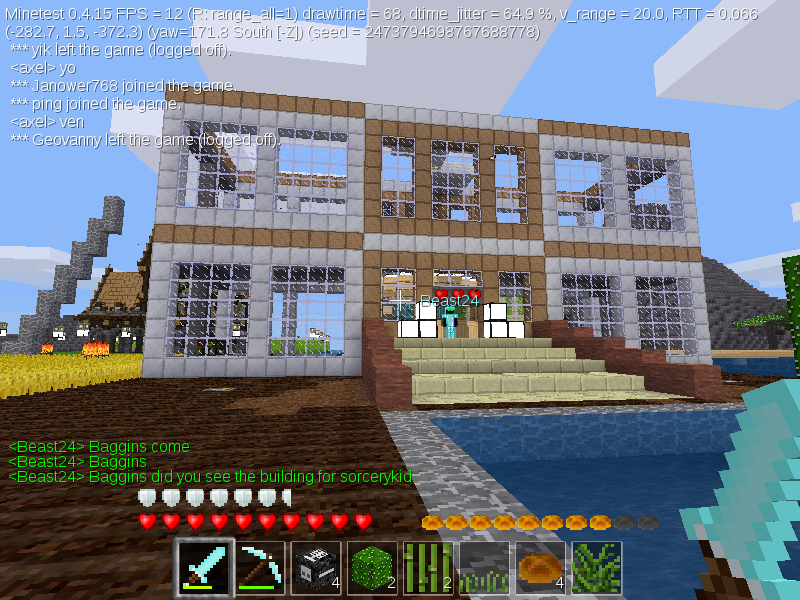 Minetest 0.4.15 FPS = 12 (R: range_all=1) drawtime = 68, dtime_jitter = 64.9 %, v_range = 20.0, RTT = 0.066
(-282.7, 1.5, -372.3) (yaw=171.8 South [-Z]) (seed = 2473794698767688778)
*** yik left the game (logged off).
<axel> yo
*** Janower768 joined the game.
*** ping joined the game.
<axel> ven
*** Geovanny left the game (logged off).
Beast24
<Beast24> Baggins come
<Beast24> Baggins
<Beast24> Baggins did you see the building for sorcerykid
4
2
2
4